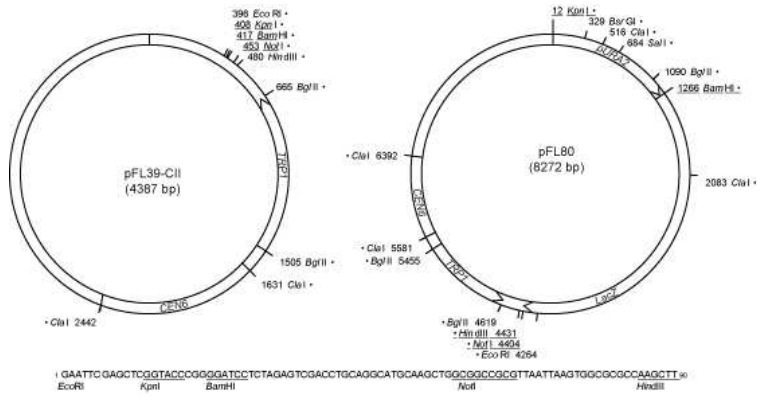 396 EcoRI •
408 KpnI •
417 BamHI •
453 NotI •
480 HindIII •
665 BglII •
TRP1
pFL39-CII
(4387 bp)
1505 BglII •
1631 ClaI •
CEN6
• ClaI 2442
12 KpnI •
329 BsrGI •
516 ClaI •
684 SalI •
pURA2
1090 BglII •
1266 BamHI •
• ClaI 6392
pFL80
(8272 bp)
2083 ClaI •
CEN6
• ClaI 5581
• BglII 5455
TRP1
LacZ
• BglII 4619
• HindIII 4431
• NotI 4404
• EcoRI 4264
1 GAATTCGAGCTCGGTACCCGGGGATCCTCTAGAGTCGACCTGCAGGCATGCAAGCTGGCGGCCGCGTTAATTAAGTGGCGCGCCAAGCTT 90
EcoRI KpnI BamHI NotI HindIII